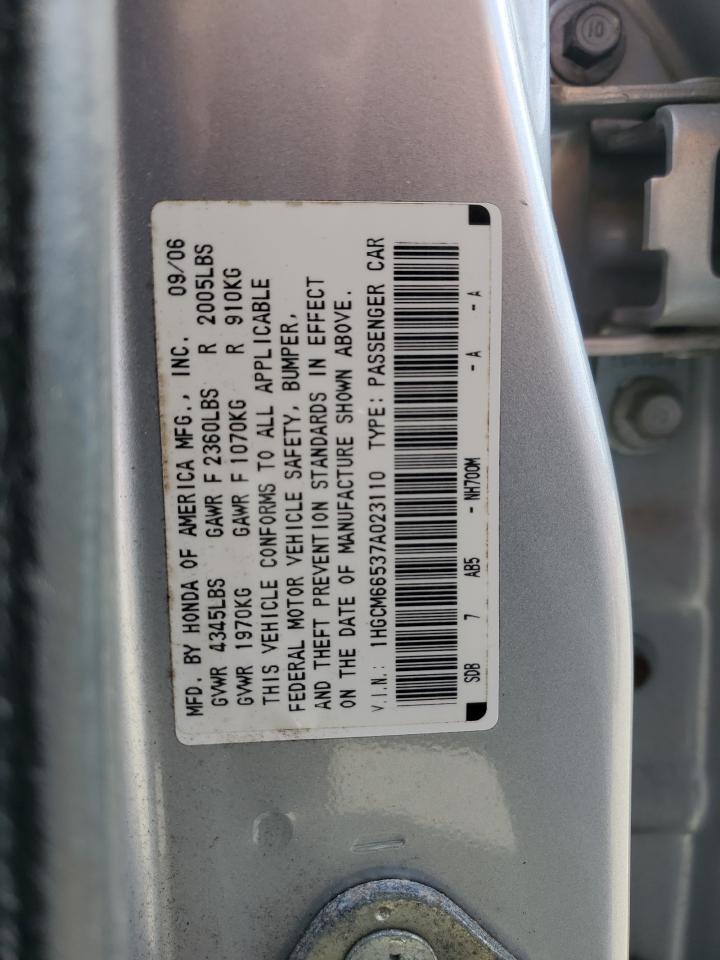 MFD. BY HONDA OF AMERICA MFG., INC. 09/06
GVWR 4345LBS GAWR F 2360LBS R 2005LBS
GVWR 1970KG GAWR F 1070KG R 910KG
THIS VEHICLE CONFORMS TO ALL APPLICABLE
FEDERAL MOTOR VEHICLE SAFETY, BUMPER,
AND THEFT PREVENTION STANDARDS IN EFFECT
ON THE DATE OF MANUFACTURE SHOWN ABOVE.
V.I.N.: 1HGCM66537A023110 TYPE: PASSENGER CAR
SDB 7 AB5 - NH700M - A - A
10